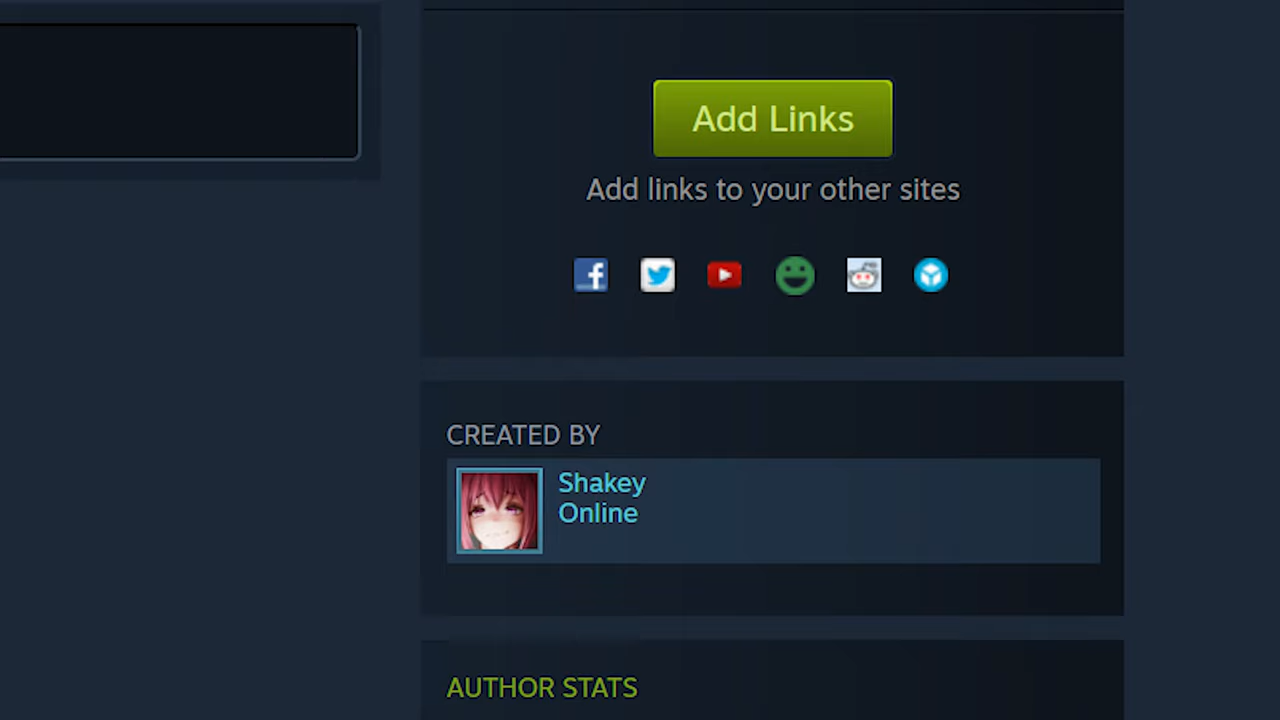 Add Links
Add links to your other sites
CREATED BY
Shakey
Online
AUTHOR STATS